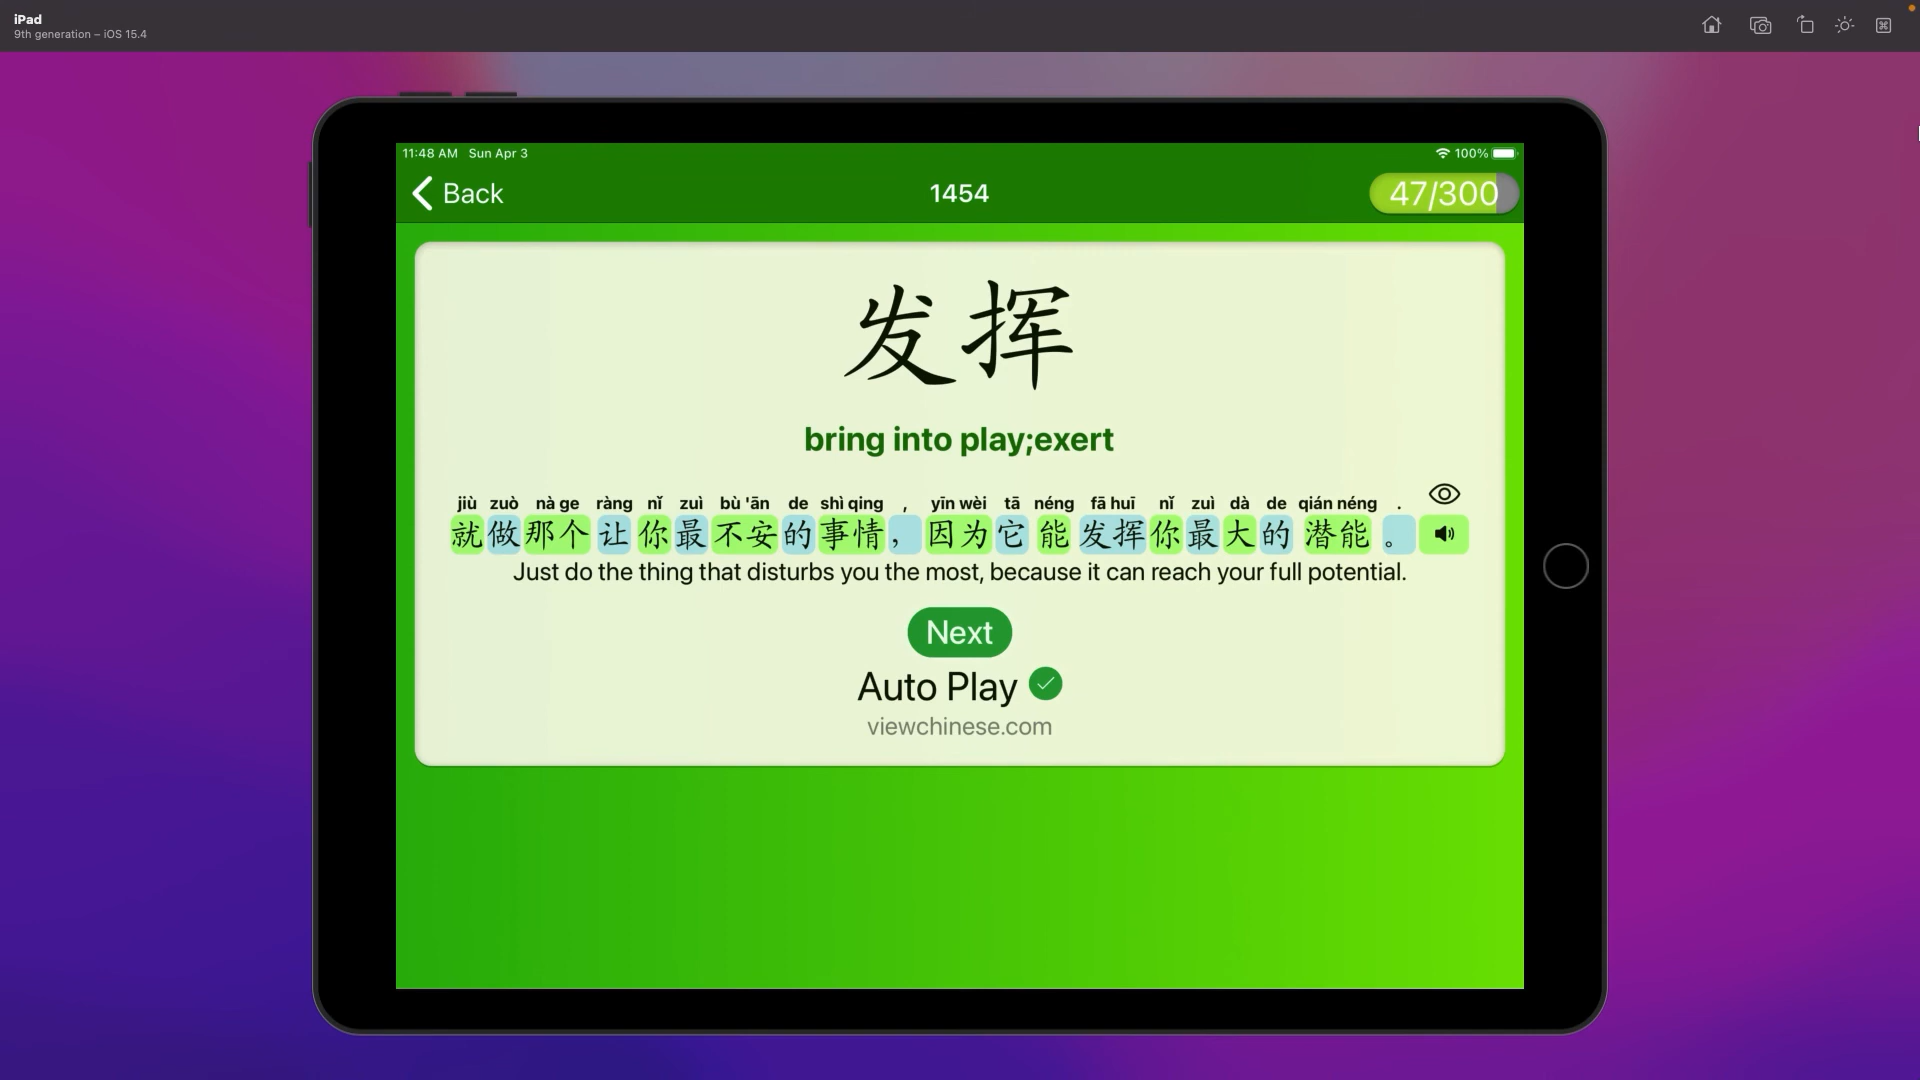 iPad
9th generation – iOS 15.4
11:48 AM Sun Apr 3
100%
Back
1454
47/300
发挥
bring into play;exert
jiù zuò nà ge ràng nǐ zuì bù 'ān de shì qing , yīn wèi tā néng fā huī nǐ zuì dà de qián néng .
就做那个让你最不安的事情，因为它能发挥你最大的潜能。
Just do the thing that disturbs you the most, because it can reach your full potential.
Next
Auto Play
viewchinese.com